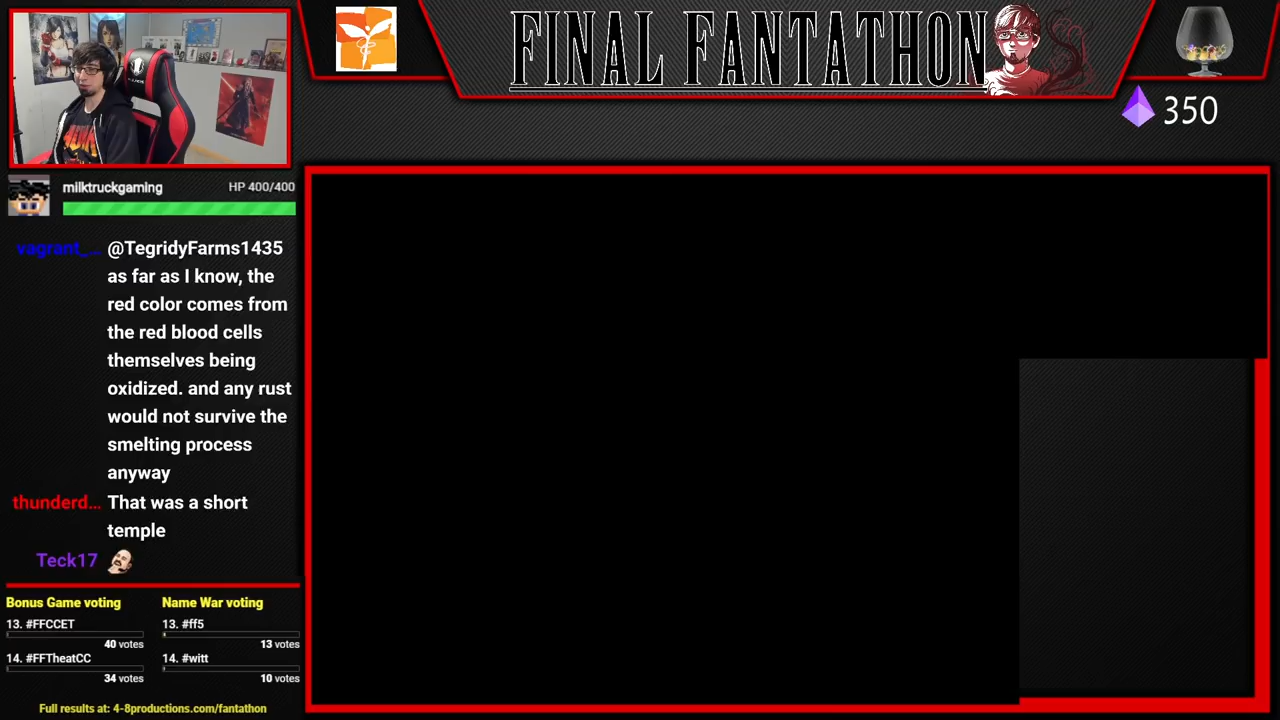 FINAL FANTATHON
350
milktruckgaming HP 400/400
vagrant_... @TegridyFarms1435
as far as I know, the
red color comes from
the red blood cells
themselves being
oxidized. and any rust
would not survive the
smelting process
anyway
thunderd... That was a short
temple
Teck17
Bonus Game voting
13. #FFCCET
40 votes
14. #FFTheatCC
34 votes
Name War voting
13. #ff5
13 votes
14. #witt
10 votes
Full results at: 4-8productions.com/fantathon